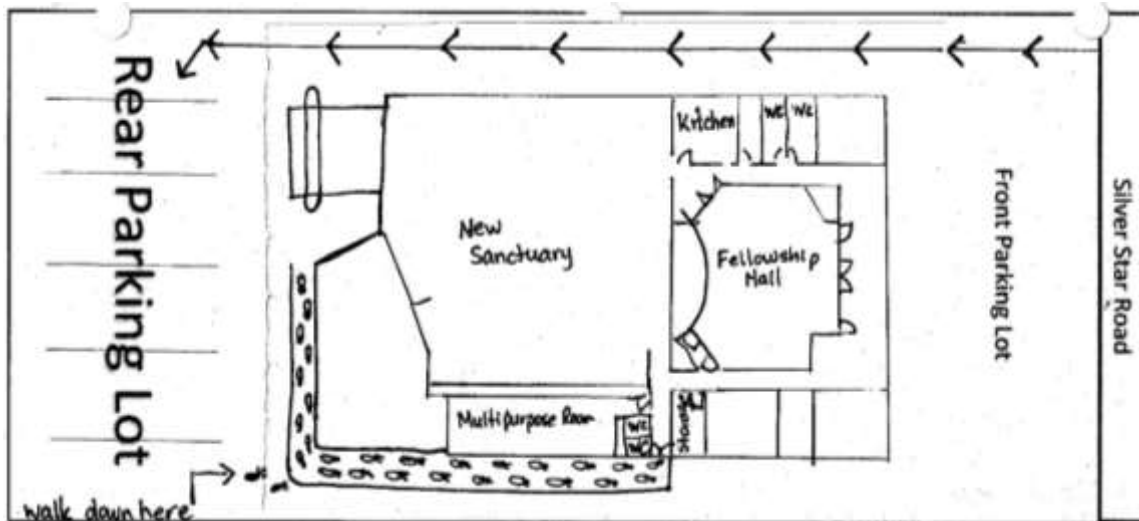 Rear Parking Lot
Kitchen
WC
WC
New
Sanctuary
Fellowship
Hall
Front Parking Lot
Silver Star Road
Multipurpose Room
WC
WC
Storage
walk down here